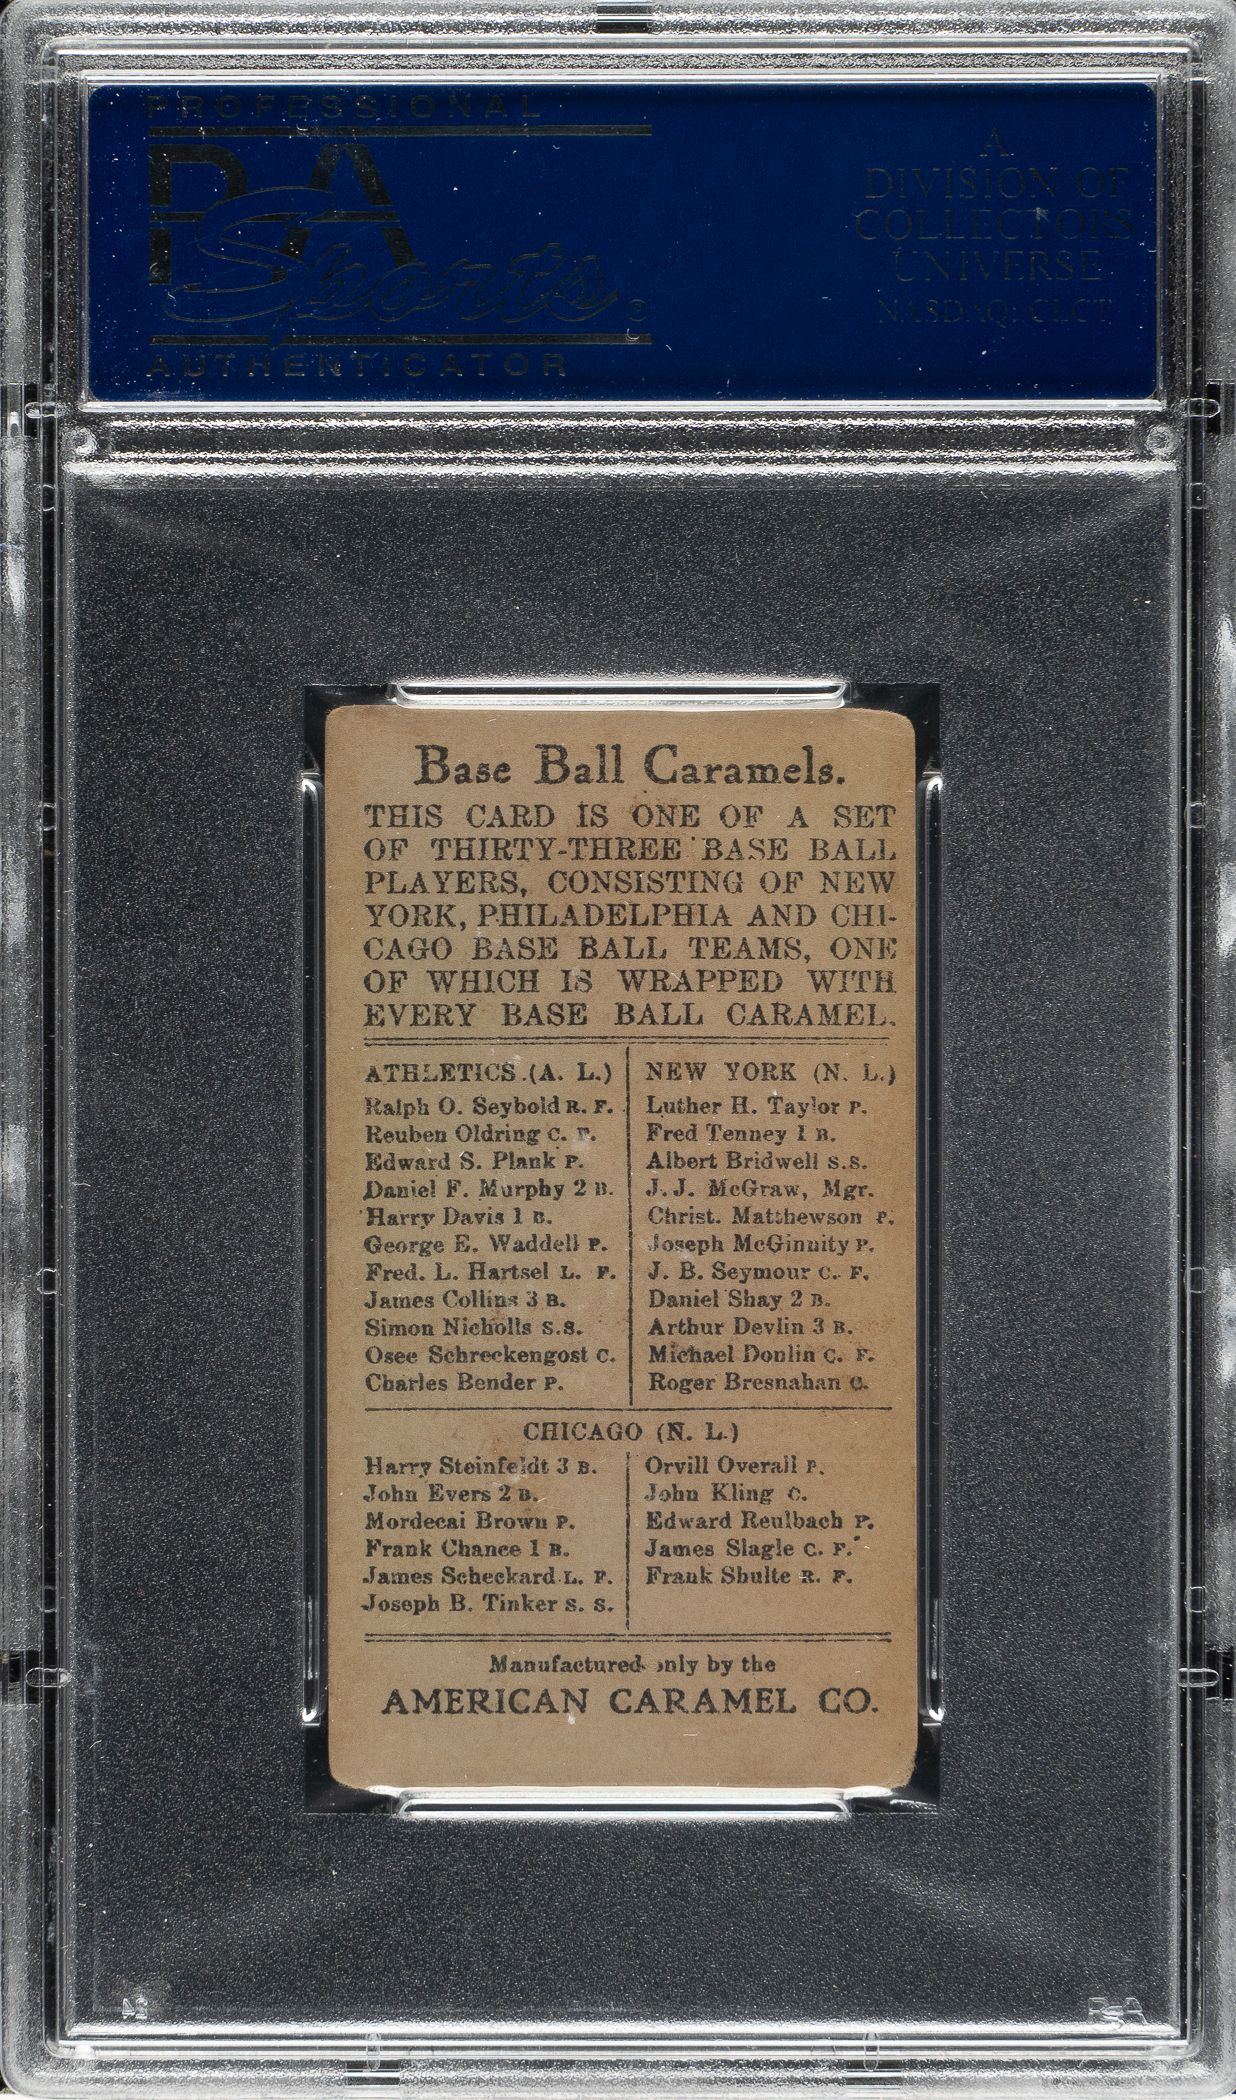 PROFESSIONAL
PSA
Sports®
AUTHENTICATOR
A
DIVISION OF
COLLECTORS
UNIVERSE
NASDAQ: CLCT
Base Ball Caramels.
THIS CARD IS ONE OF A SET
OF THIRTY-THREE BASE BALL
PLAYERS, CONSISTING OF NEW
YORK, PHILADELPHIA AND CHI-
CAGO BASE BALL TEAMS, ONE
OF WHICH IS WRAPPED WITH
EVERY BASE BALL CARAMEL.
ATHLETICS (A. L.)
Ralph O. Seybold R. F.
Reuben Oldring C. F.
Edward S. Plank P.
Daniel F. Murphy 2 B.
Harry Davis 1 B.
George E. Waddell P.
Fred. L. Hartsel L. F.
James Collins 3 B.
Simon Nicholls S.S.
Osee Schreckengost C.
Charles Bender P.
NEW YORK (N. L.)
Luther H. Taylor P.
Fred Tenney 1 B.
Albert Bridwell S.S.
J. J. McGraw, Mgr.
Christ. Matthewson P.
Joseph McGinnity P.
J. B. Seymour C. F.
Daniel Shay 2 B.
Arthur Devlin 3 B.
Michael Donlin C. F.
Roger Bresnahan C.
CHICAGO (N. L.)
Harry Steinfeldt 3 B.
John Evers 2 B.
Mordecai Brown P.
Frank Chance 1 B.
James Scheckard L. F.
Joseph B. Tinker S. S.
Orvill Overall P.
John Kling C.
Edward Reulbach P.
James Slagle C. F.
Frank Shulte R. F.
Manufactured only by the
AMERICAN CARAMEL CO.
PSA